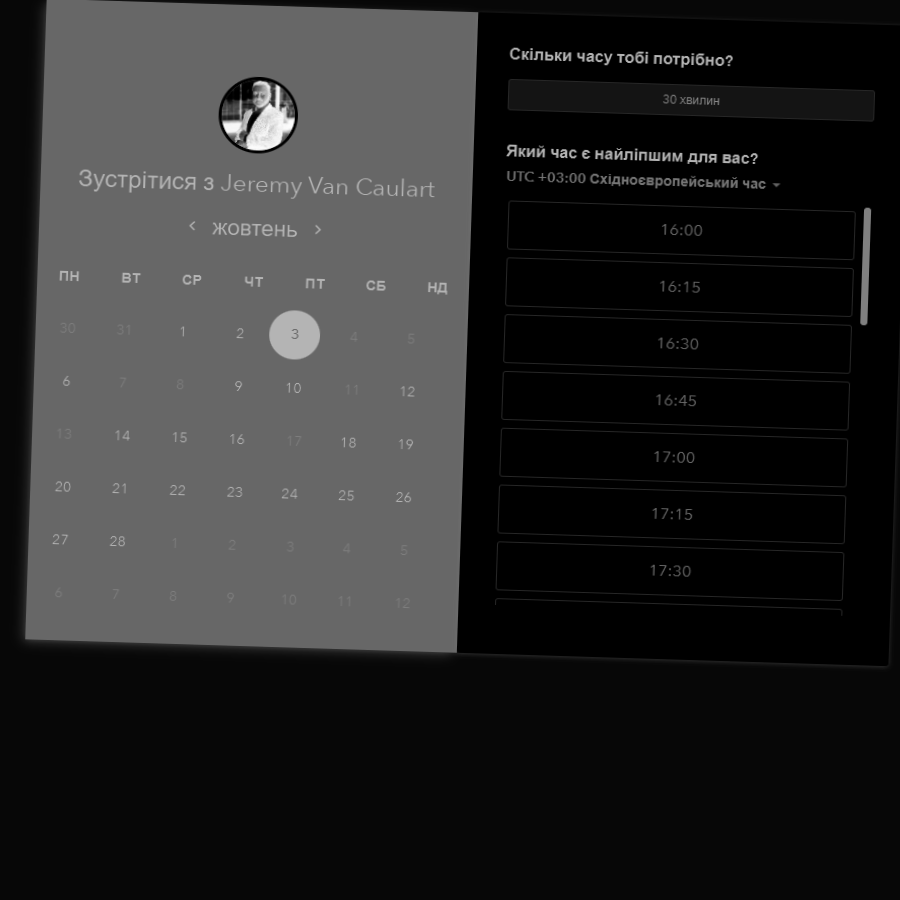 Зустрітися з Jeremy Van Caulart
жовтень
ПН ВТ СР ЧТ ПТ СБ НД
30 31 1 2 3 4 5
6 7 8 9 10 11 12
13 14 15 16 17 18 19
20 21 22 23 24 25 26
27 28 1 2 3 4 5
6 7 8 9 10 11 12
Скільки часу тобі потрібно?
30 хвилин
Який час є найліпшим для вас?
UTC +03:00 Східноєвропейський час
16:00
16:15
16:30
16:45
17:00
17:15
17:30